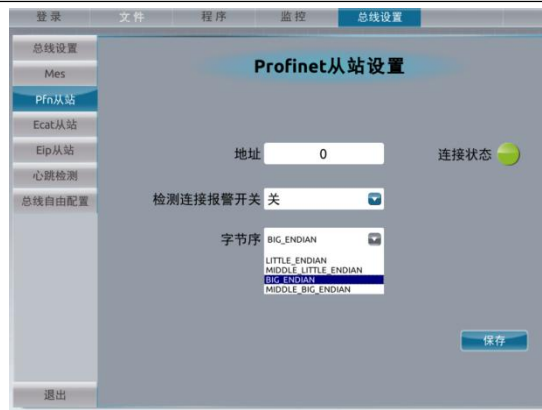 登录 文件 程序 监控 总线设置
总线设置
Mes
Pfn从站
Ecat从站
Eip从站
心跳检测
总线自由配置
退出
Profinet从站设置
地址 0 连接状态
检测连接报警开关 关
字节序 BIG_ENDIAN
LITTLE_ENDIAN
MIDDLE_LITTLE_ENDIAN
BIG_ENDIAN
MIDDLE_BIG_ENDIAN
保存